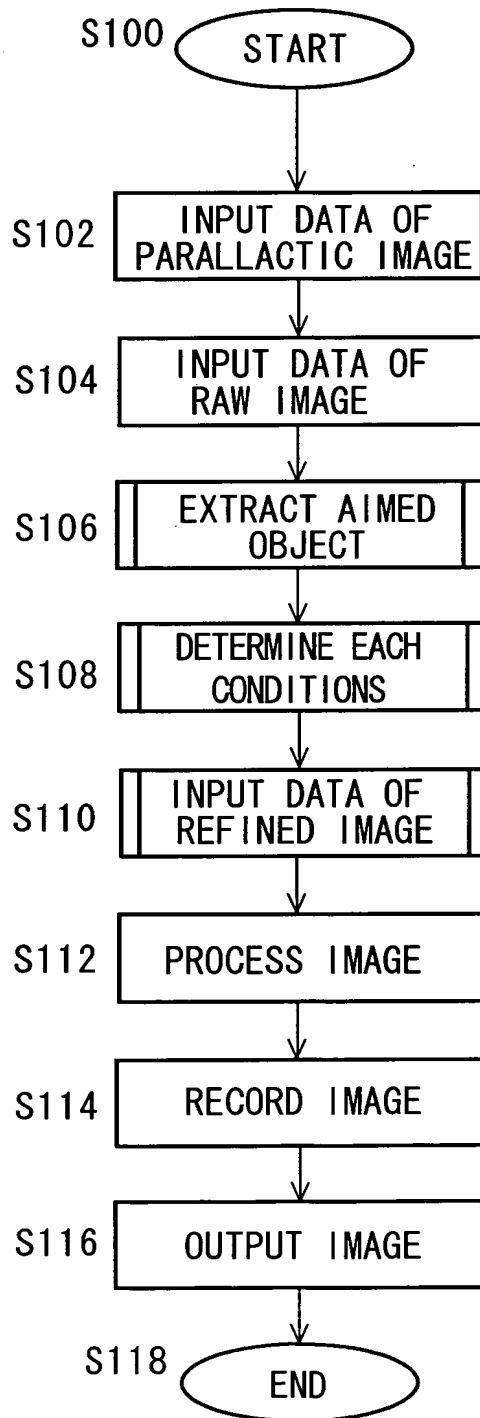 S100
START
S102
INPUT DATA OF
PARALLACTIC IMAGE
S104
INPUT DATA OF
RAW IMAGE
S106
EXTRACT AIMED
OBJECT
S108
DETERMINE EACH
CONDITIONS
S110
INPUT DATA OF
REFINED IMAGE
S112
PROCESS IMAGE
S114
RECORD IMAGE
S116
OUTPUT IMAGE
S118
END